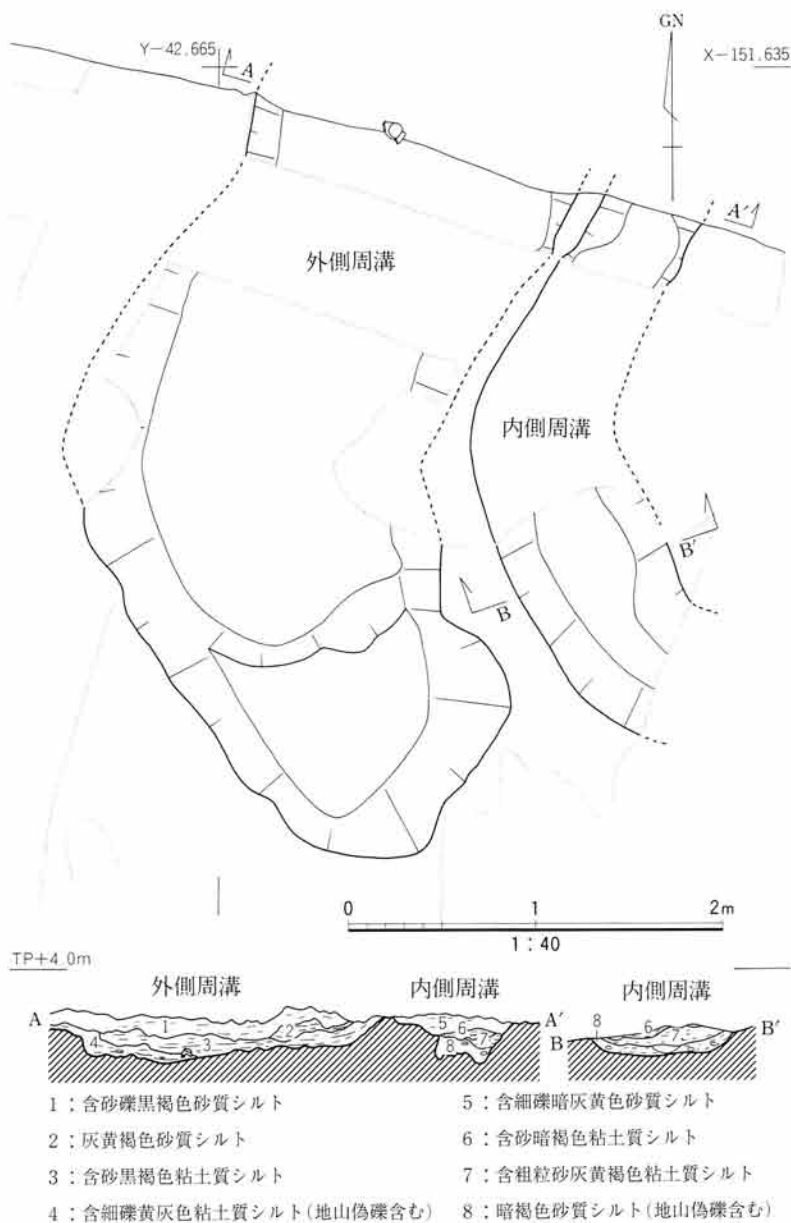 Y-42.665
A
GN
X-151.635
A'
外側周溝
内側周溝
B'
B
0 1 2m
1:40
TP+4.0m
外側周溝 内側周溝 内側周溝
A 1 2 3 4 5 6 7 8 A' B 8 6 7 B'
1：含砂礫黒褐色砂質シルト
2：灰黄褐色砂質シルト
3：含砂黒褐色粘土質シルト
4：含細礫黄灰色粘土質シルト(地山偽礫含む)
5：含細礫暗灰黄色砂質シルト
6：含砂暗褐色粘土質シルト
7：含粗粒砂灰黄褐色粘土質シルト
8：暗褐色砂質シルト(地山偽礫含む)